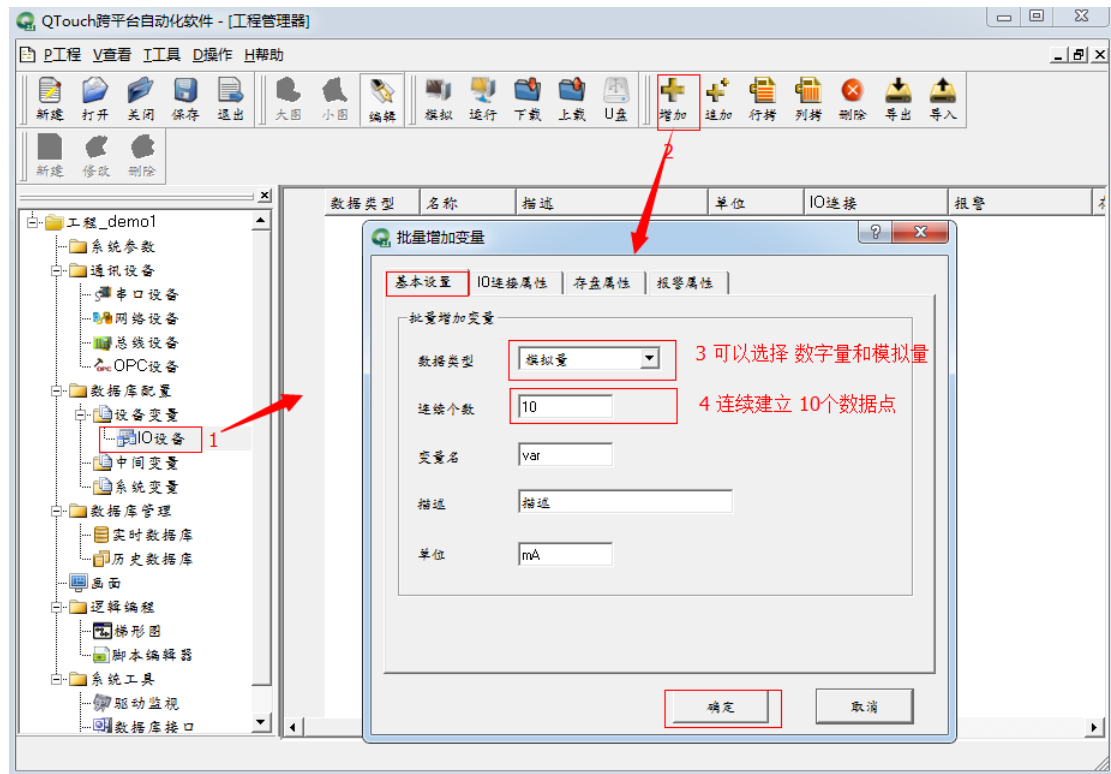 QTouch跨平台自动化软件 - [工程管理器]
P工程 V查看 T工具 D操作 H帮助
新建 打开 关闭 保存 退出 大图 小图 编辑 模拟 运行 下载 上载 U盘 增加 追加 行拷 列拷 删除 导出 导入
2
新建 修改 删除
数据类型 名称 描述 单位 IO连接 报警
工程_demo1
系统参数
通讯设备
串口设备
网络设备
总线设备
OPC设备
数据库配置
设备变量
IO设备 1
中间变量
系统变量
数据库管理
实时数据库
历史数据库
画面
逻辑编程
梯形图
脚本编辑器
系统工具
驱动监视
数据库接口
批量增加变量
基本设置 IO连接属性 存盘属性 报警属性
批量增加变量
数据类型 模拟量 3 可以选择 数字量和模拟量
连续个数 10 4 连续建立 10个数据点
变量名 var
描述 描述
单位 mA
确定 取消